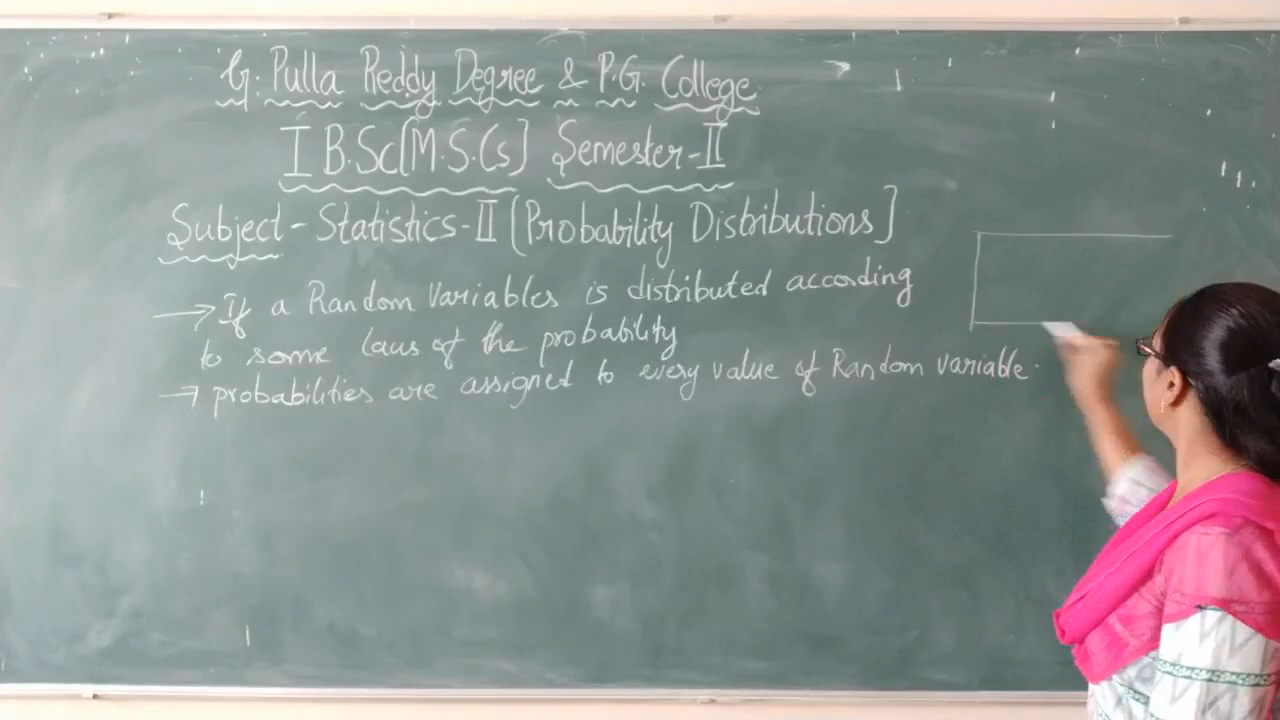 G. Pulla Reddy Degree & P.G. College
I B.Sc[M.S.Cs] Semester-II
Subject - Statistics-II [Probability Distributions]
→ If a Random Variables is distributed according
to some laws of the probability
→ probabilities are assigned to every value of Random variable.